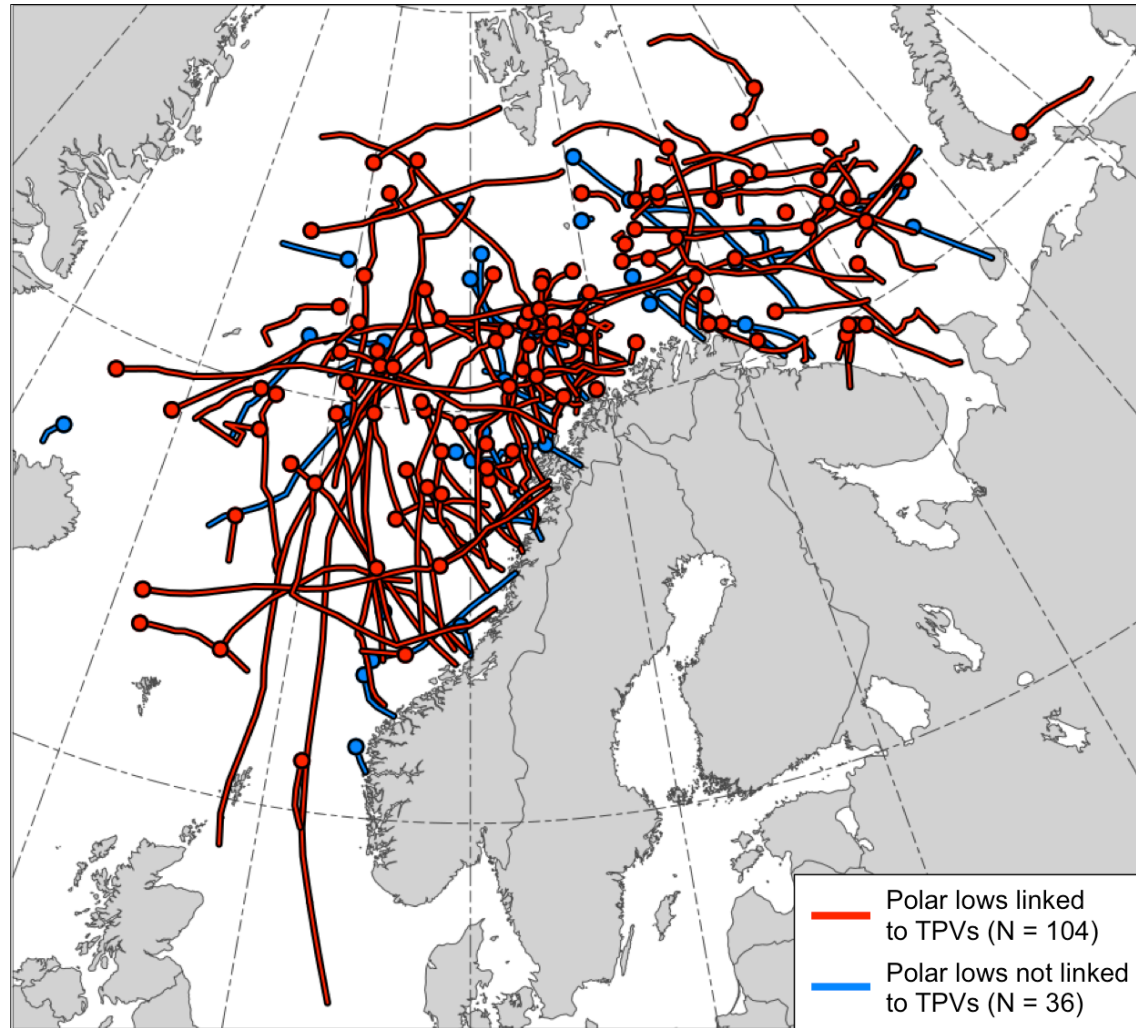 Polar lows linked
to TPVs (N = 104)
Polar lows not linked
to TPVs (N = 36)